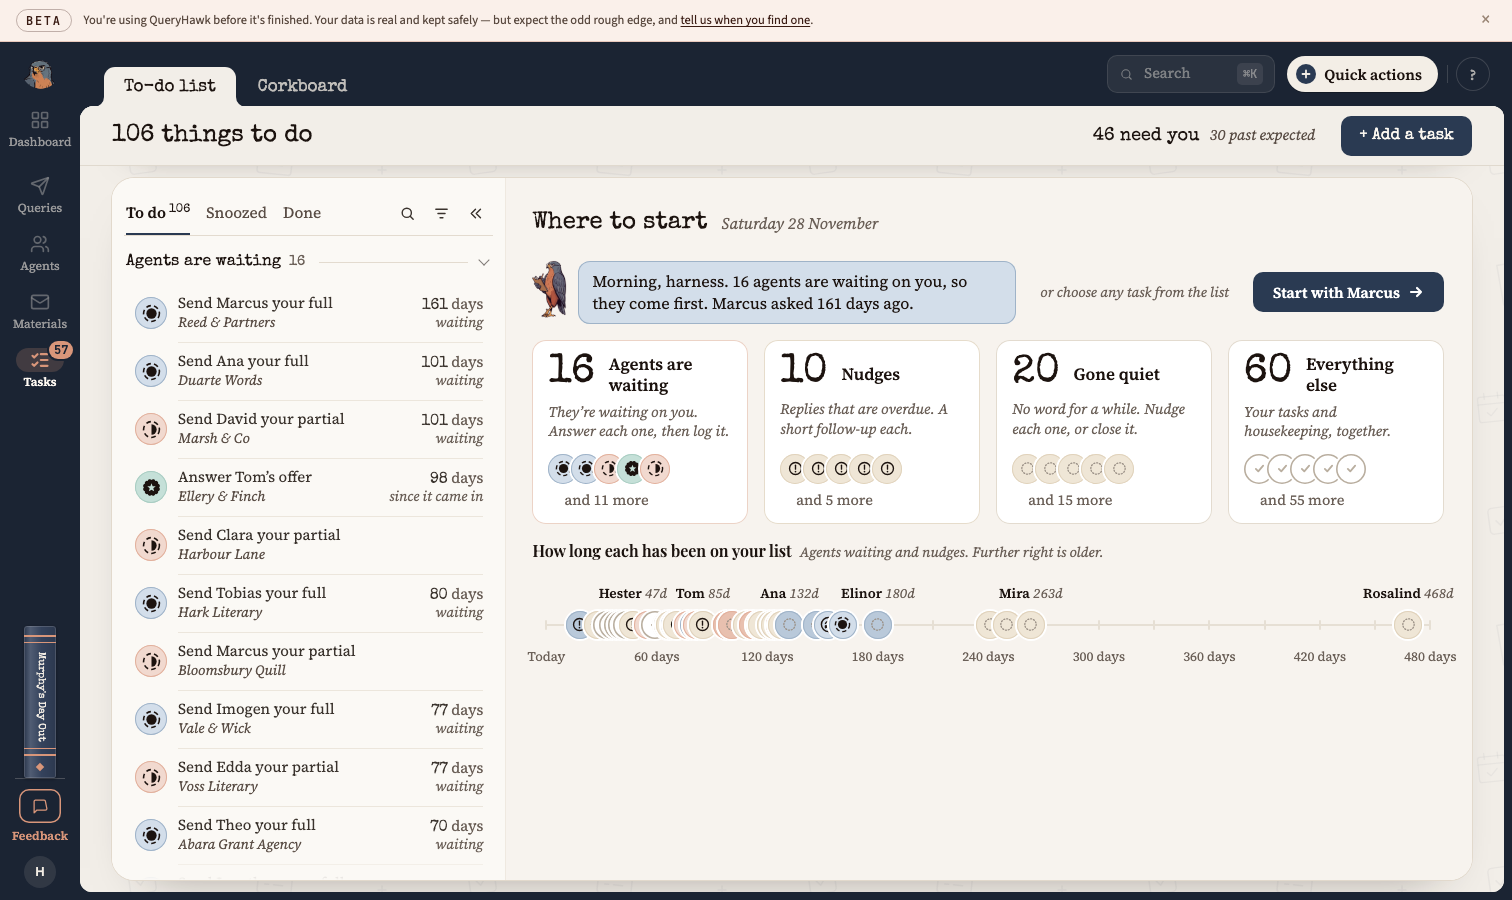 BETA
You're using QueryHawk before it's finished. Your data is real and kept safely — but expect the odd rough edge, and tell us when you find one.
×
To-do list
Corkboard
Search
⌘K
+ Quick actions
?
Dashboard
Queries
Agents
Materials
57
Tasks
Murphy's Day Out
Feedback
H
106 things to do
46 need you
30 past expected
+ Add a task
To do 106
Snoozed
Done
Agents are waiting 16
Send Marcus your full
161 days
Reed & Partners
waiting
Send Ana your full
101 days
Duarte Words
waiting
Send David your partial
101 days
Marsh & Co
waiting
Answer Tom's offer
98 days
Ellery & Finch
since it came in
Send Clara your partial
Harbour Lane
Send Tobias your full
80 days
Hark Literary
waiting
Send Marcus your partial
Bloomsbury Quill
Send Imogen your full
77 days
Vale & Wick
waiting
Send Edda your partial
77 days
Voss Literary
waiting
Send Theo your full
70 days
Abara Grant Agency
waiting
Where to start
Saturday 28 November
Morning, harness. 16 agents are waiting on you, so
they come first. Marcus asked 161 days ago.
or choose any task from the list
Start with Marcus →
16 Agents are
waiting
They're waiting on you.
Answer each one, then log it.
and 11 more
10 Nudges
Replies that are overdue. A
short follow-up each.
and 5 more
20 Gone quiet
No word for a while. Nudge
each one, or close it.
and 15 more
60 Everything
else
Your tasks and
housekeeping, together.
and 55 more
How long each has been on your list
Agents waiting and nudges. Further right is older.
Hester 47d
Tom 85d
Ana 132d
Elinor 180d
Mira 263d
Rosalind 468d
Today
60 days
120 days
180 days
240 days
300 days
360 days
420 days
480 days